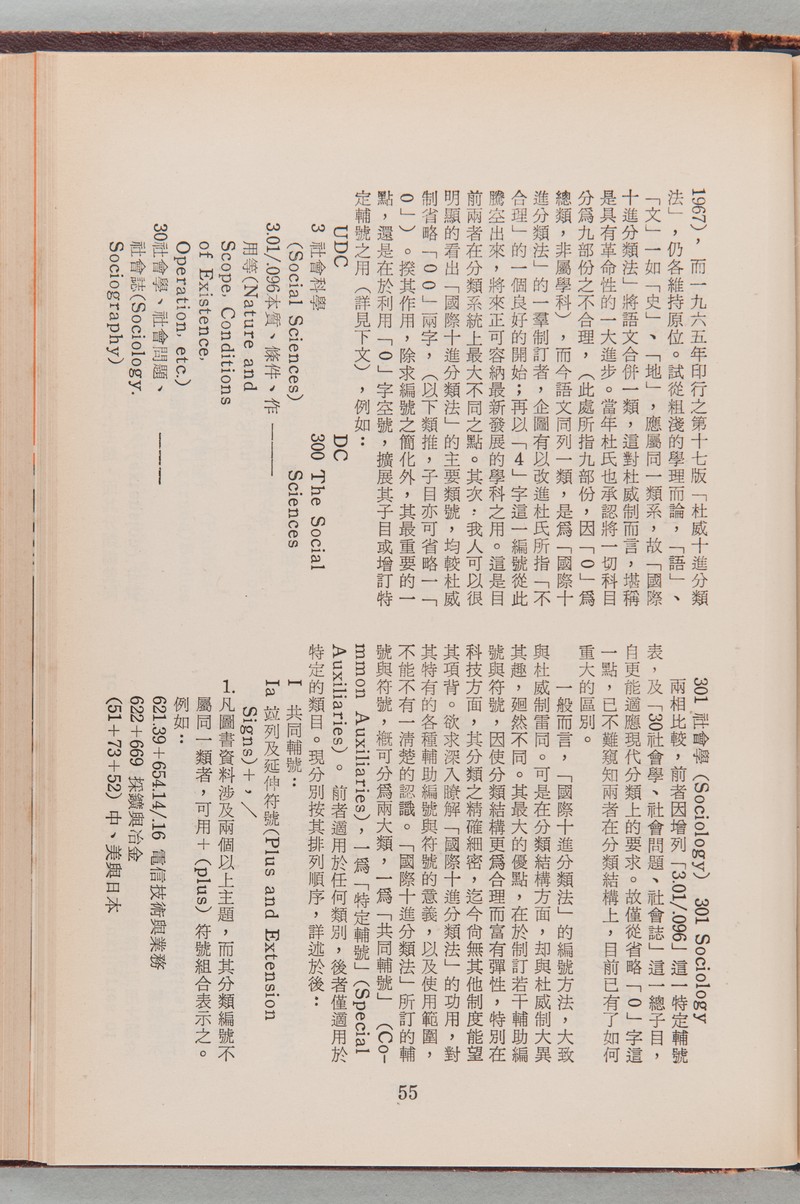 1967)，而一九六五年印行之第十七版「杜威十進分類
法」，仍各維持原位。試從粗淺的學理而論，「語」、
「文」一如「史」、「地」，應屬同一類系，故「國際
十進分類法」將語文合併一類，這對杜威制而言，堪稱
是具有革命性的一大進步。當年杜氏也承認將一切科目
分爲九部份之不合理，（此處所指九部份，因「0」爲
總類，非屬學科），而今語文同列一類，是爲「國際十
進分類法」的一羣制訂者，企圖有以改進杜氏所指「不
合理」的一個良好的開始；再以「4」字這一編號從此
騰空出來，將來正可容納最新發展的學科之用。這是目
前兩者在分類系統上最大不同之點。其次，我人可以很
明顯的看出「國際十進分類法」的主要類號，均較杜威
制省略「00」兩字，（以下類推，子目亦可省略一「
0」）。揆其作用，除求編號之簡化外，其最重要的一
點，還是在於利用「0」字空號，擴展其子目或增訂特
定輔號之用（詳見下文），例如：
UDC DC
3 社會科學 300 The Social
(Social Sciences) Sciences
3.01/.096本質、條件、作 ———
用等(Nature and
Scope, Conditions
of Existence,
Operation, etc.)
30社會學、社會問題、 ———
社會誌(Sociology.
Sociography)
301 社會學 (Sociology) 301 Sociology
兩相比較，前者因增列「3.01/.096」這一特定輔號
表，及「30社會學、社會問題、社會誌」這一總子目，
自更能適應現代分類上的要求。故僅從省略「0」字這
一點，已不難窺知兩者在分類結構上，目前已有了如何
重大的區別。
一般而言，「國際十進分類法」的編號方法，大致
與杜威制雷同。可是在分類結構方面，却與杜威制大異
其趣，廻然不同。其最大的優點，在於制訂若干輔助編
號與符號，因使分類結構更爲合理而富有彈性，特別在
科技方面，其分類之精確細密，迄今尙無其他制度能望
其項背。欲求深入瞭解「國際十進分類法」的功用，對
其特有的各種輔助編號與符號的意義，以及使用範圍，
不能不有一淸楚的認識。「國際十進分類法」所訂的輔
號與符號，槪可分爲兩大類，一爲「共同輔號」（Co-
mmon Auxiliaries），一爲「特定輔號」(Special
Auxiliaries)。前者適用於任何類別，後者僅適用於
特定的類目。現分別按其排列順序，詳述於後：
I 共同輔號：
Ia 竝列及延伸符號(Plus and Extension
Signs)＋，／
1.凡圖書資料涉及兩個以上主題，而其分類編號不
屬同一類者，可用＋(plus) 符號組合表示之。
例如：
621.39＋654.14/.16 電信技術與業務
622＋669 採鑛與冶金
(51＋73＋52) 中、美與日本
55